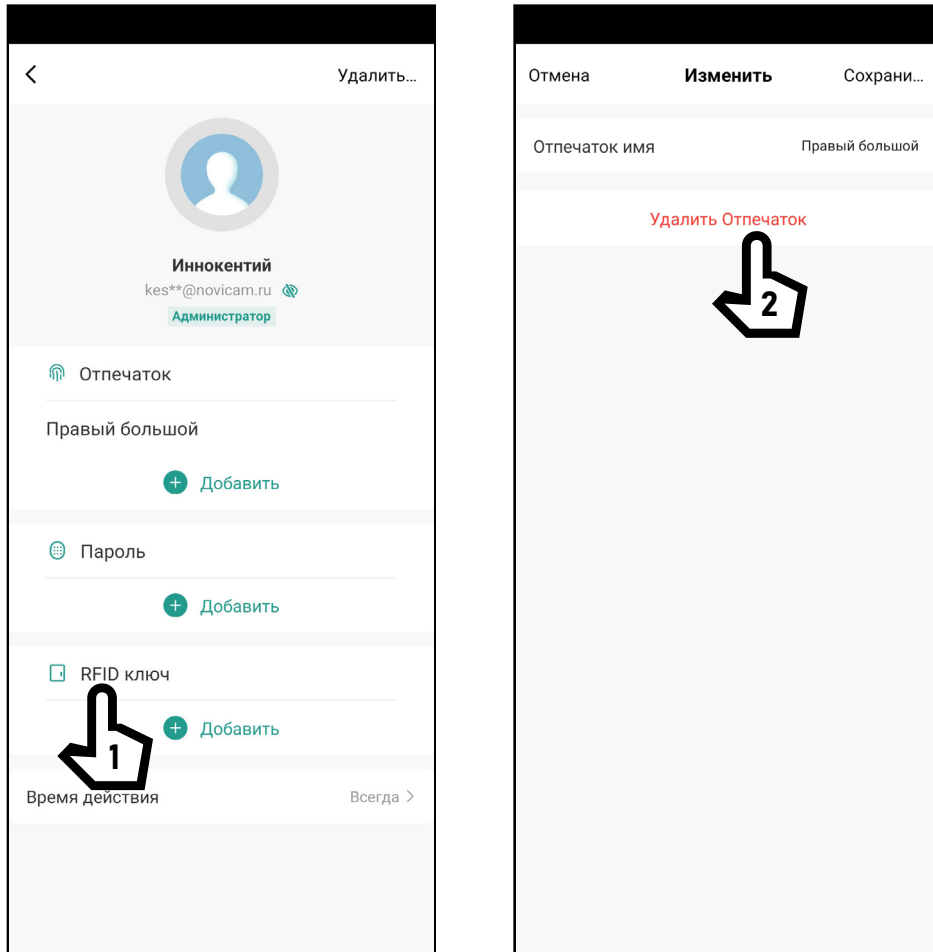 Удалить...
Иннокентий
kes**@novicam.ru
Администратор
Отпечаток
Правый большой
Добавить
Пароль
Добавить
RFID ключ
Добавить
1
Время действия
Всегда
Отмена
Изменить
Сохрани...
Отпечаток имя
Правый большой
Удалить Отпечаток
2